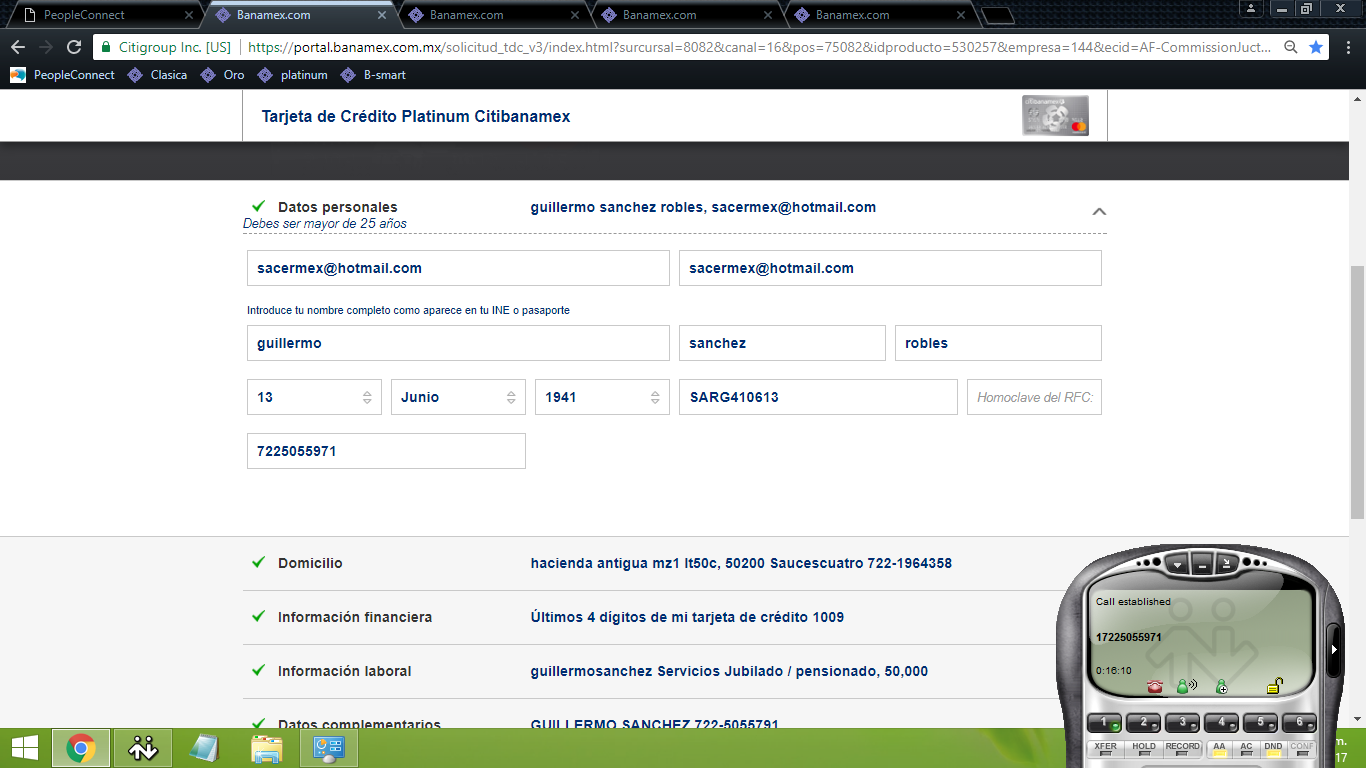 PeopleConnect
Banamex.com
Banamex.com
Banamex.com
Banamex.com
Citigroup Inc. [US] https://portal.banamex.com.mx/solicitud_tdc_v3/index.html?surcursal=8082&canal=16&pos=75082&idproducto=530257&empresa=144&ecid=AF-CommissionJuct...
PeopleConnect Clasica Oro platinum B-smart
Tarjeta de Crédito Platinum Citibanamex
Datos personales guillermo sanchez robles, sacermex@hotmail.com
Debes ser mayor de 25 años
sacermex@hotmail.com sacermex@hotmail.com
Introduce tu nombre completo como aparece en tu INE o pasaporte
guillermo sanchez robles
13 Junio 1941 SARG410613 Homoclave del RFC:
7225055971
Domicilio hacienda antigua mz1 lt50c, 50200 Saucescuatro 722-1964358
Información financiera Últimos 4 dígitos de mi tarjeta de crédito 1009
Información laboral guillermosanchez Servicios Jubilado / pensionado, 50,000
Datos complementarios GUILLERMO SANCHEZ 722-5055791
Call established
17225055971
0:16:10
1 2 3 4 5 6
XFER HOLD RECORD AA AC DND CONF
m.
17